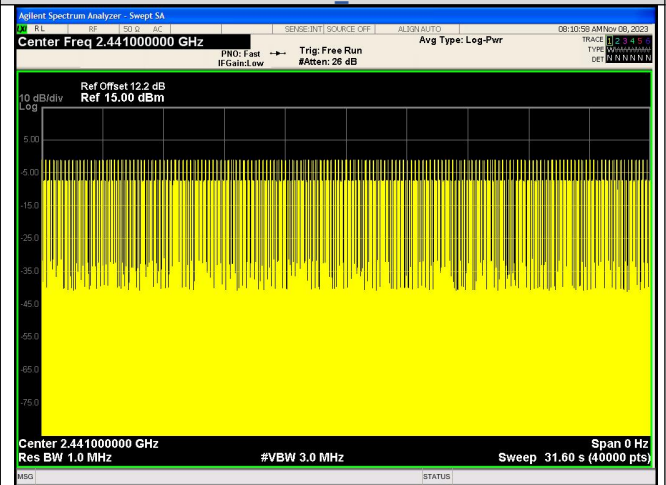 Agilent Spectrum Analyzer - Swept SA
RL RF 50 Ω AC SENSE:INT SOURCE OFF ALIGN AUTO 08:10:58 AM Nov 08, 2023
Center Freq 2.441000000 GHz
PNO: Fast
IFGain:Low
Trig: Free Run
#Atten: 26 dB
Avg Type: Log-Pwr
TRACE 1 2 3 4 5 6
TYPE
DET N N N N N N
10 dB/div
Log
Ref Offset 12.2 dB
Ref 15.00 dBm
5.00
-5.00
-15.0
-25.0
-35.0
-45.0
-55.0
-65.0
-75.0
Center 2.441000000 GHz Span 0 Hz
Res BW 1.0 MHz #VBW 3.0 MHz Sweep 31.60 s (40000 pts)
MSG STATUS